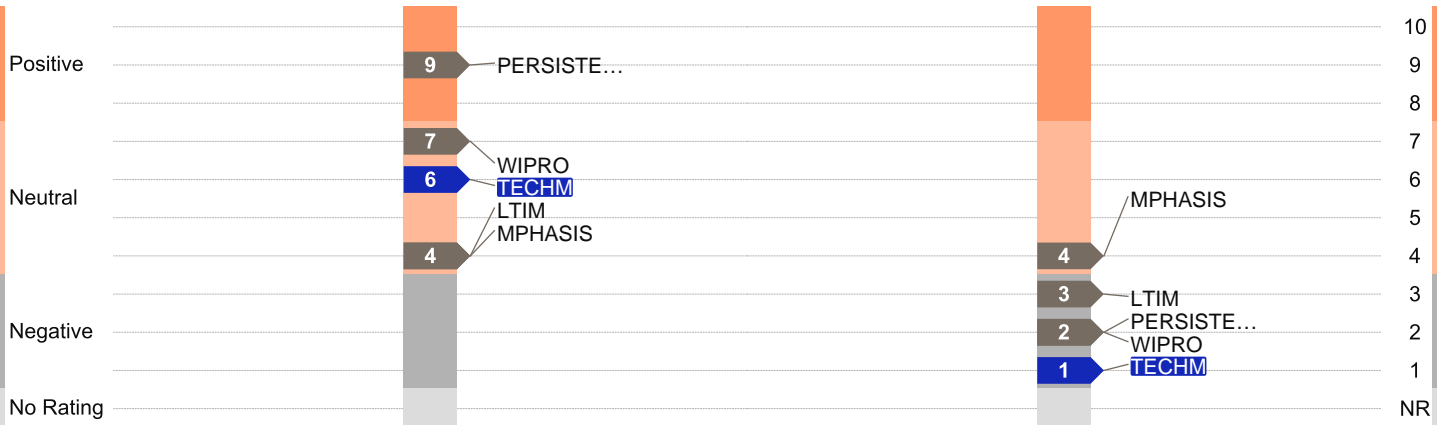 10
Positive
9
PERSISTE...
9
8
7
7
WIPRO
6
TECHM
6
Neutral
LTIM
5
MPHASIS
MPHASIS
4
4
4
3
LTIM
3
PERSISTE...
Negative
2
2
WIPRO
1
TECHM
1
No Rating
NR